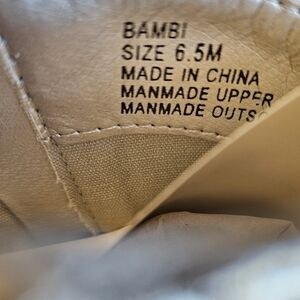 BAMBI
SIZE 6.5M
MADE IN CHINA
MANMADE UPPER
MANMADE OUTS